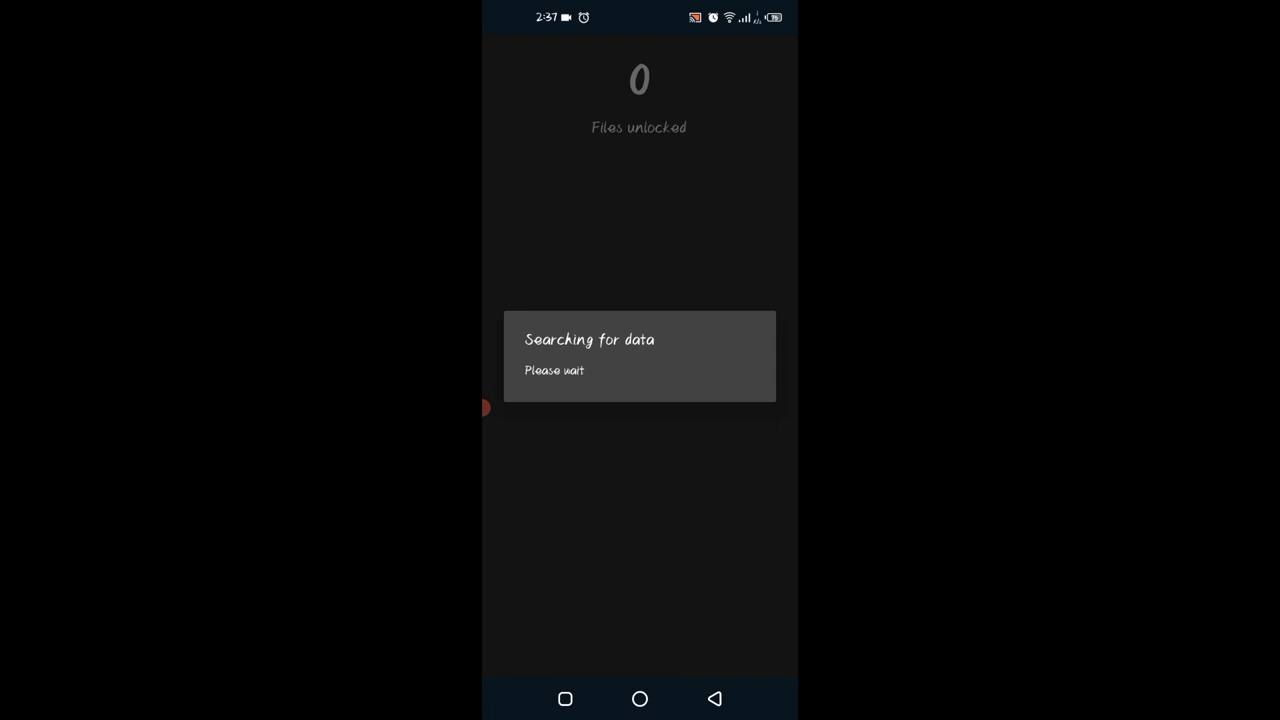 2:37
0
Files unlocked
Searching for data
Please wait